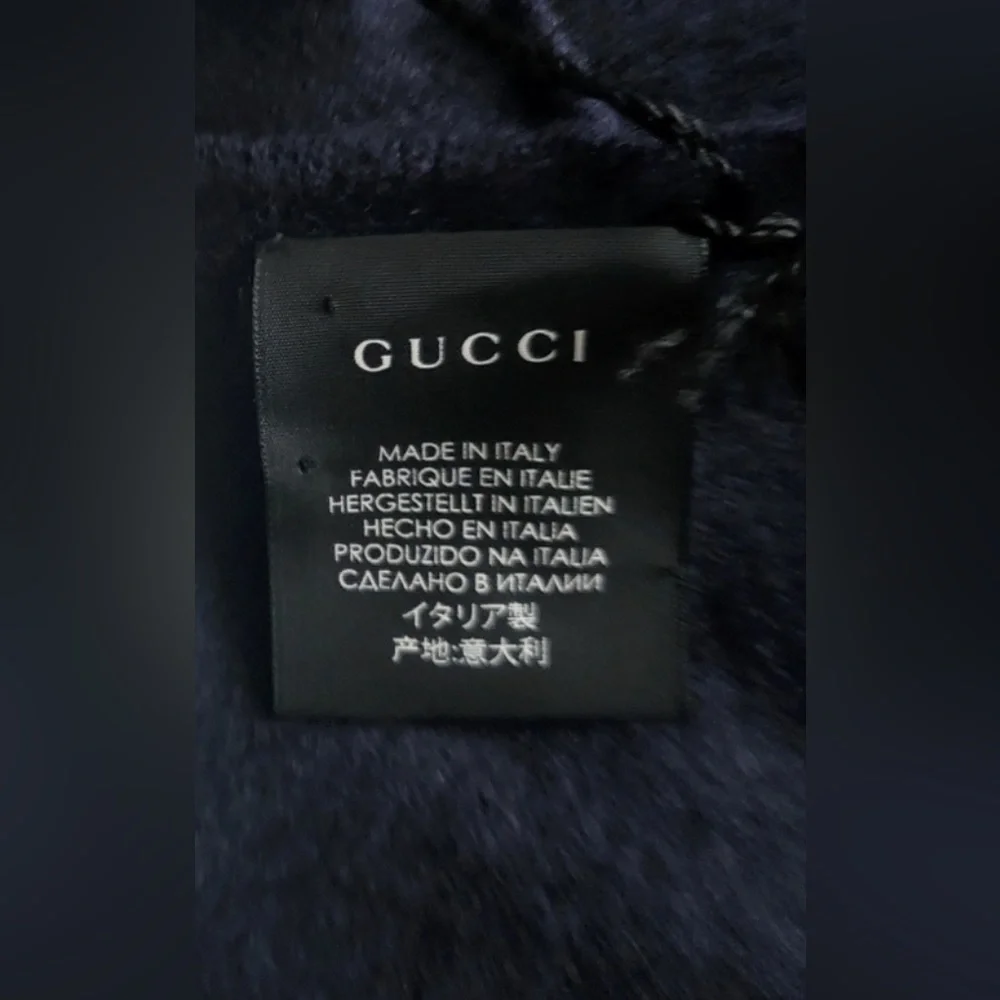 GUCCI
MADE IN ITALY
FABRIQUE EN ITALIE
HERGESTELLT IN ITALIEN
HECHO EN ITALIA
PRODUZIDO NA ITALIA
СДЕЛАНО В ИТАЛИИ
イタリア製
产地:意大利